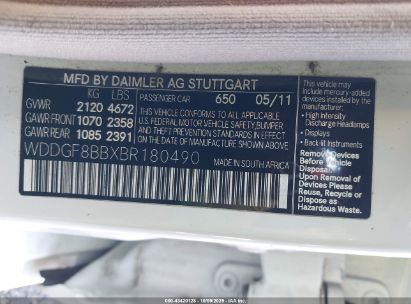 MFD BY DAIMLER AG STUTTGART
KG LBS
GVWR 2120 4672
GAWR FRONT 1070 2358
GAWR REAR 1085 2391
PASSENGER CAR 650 05/11
THIS VEHICLE CONFORMS TO ALL APPLICABLE
U.S. FEDERAL MOTOR VEHICLE SAFETY, BUMPER
AND THEFT PREVENTION STANDARDS IN EFFECT
ON THE DATE OF MANUFACTURE SHOWN ABOVE.
WDDGF8BBXBR180490
MADE IN SOUTH AFRICA
This vehicle may include
mercury-added devices
installed by manufacturer:
• High Intensity
Discharge Headlamps
• Back-lit Instruments
Remove Devices
Before Vehicle
Disposal.
Upon Removal of
Devices Please
Reuse, Recycle or
Dispose as
Hazardous Waste.